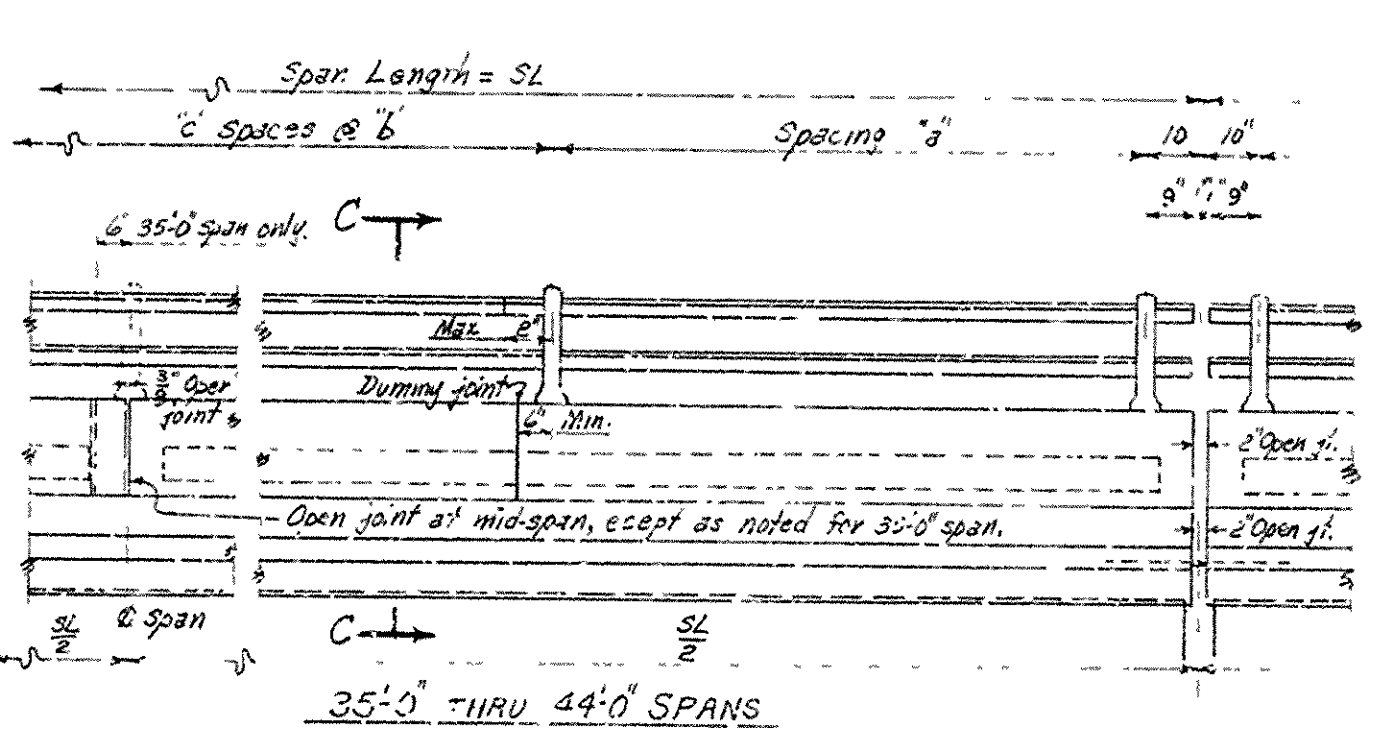 Span Length = SL
"c" Spaces @ "b"
Spacing "a"
10 10"
9" 1" 9"
6" 35'-0" span only.
C
Max 2"
3/8" Open
joint
Dummy joint
6" Min.
2" Open jt.
Open joint at mid-span, ecept as noted for 35'-0" span.
2" Open jt.
SL/2
℄ Span
C
SL/2
35'-0" THRU 44'-0" SPANS